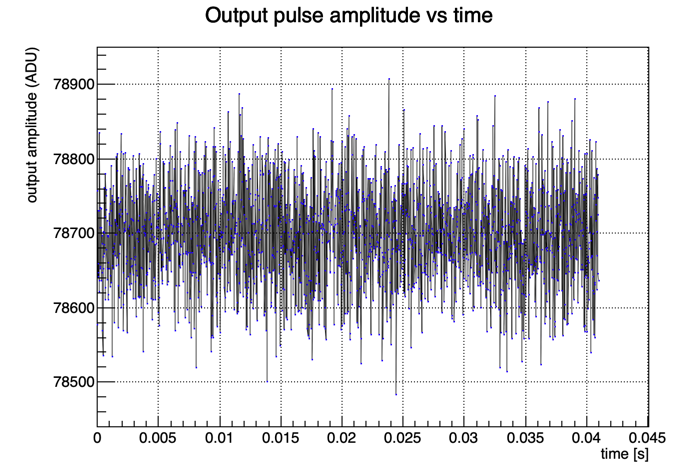 Output pulse amplitude vs time
output amplitude (ADU)
78900
78800
78700
78600
78500
0 0.005 0.01 0.015 0.02 0.025 0.03 0.035 0.04 0.045
time [s]